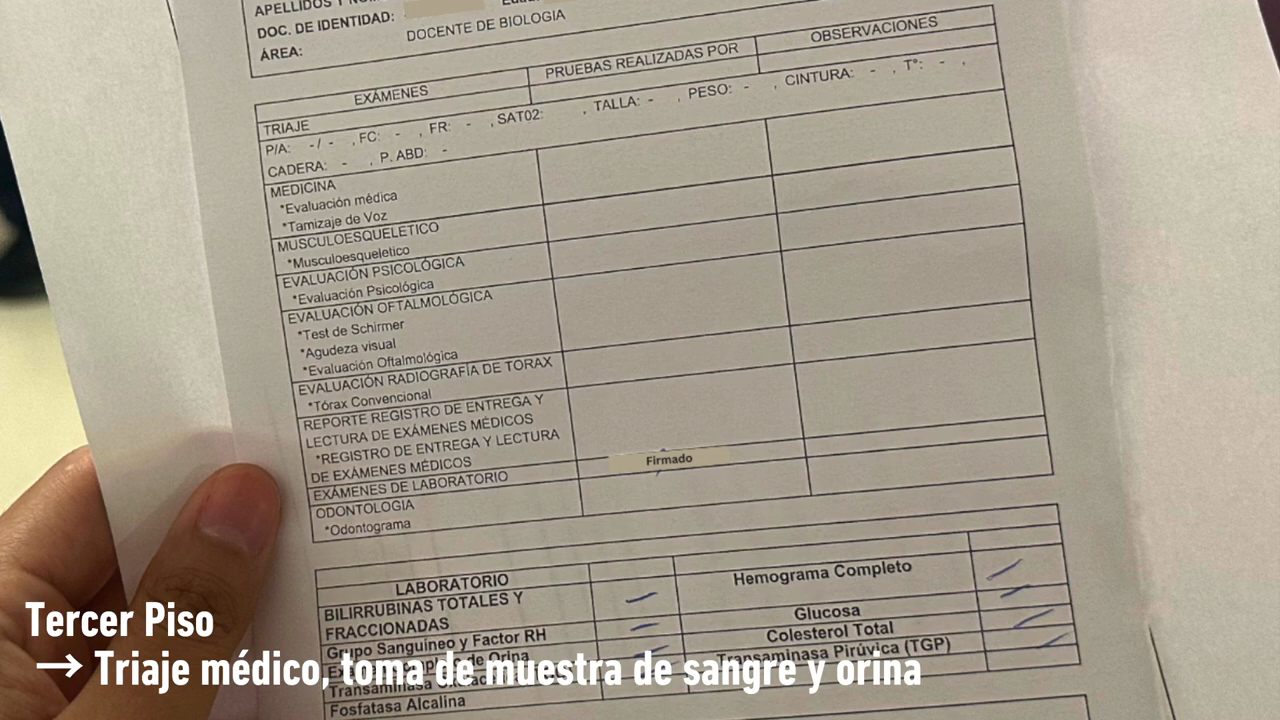 APELLIDOS Y
DOC. DE IDENTIDAD:
ÁREA: DOCENTE DE BIOLOGIA
EXÁMENES PRUEBAS REALIZADAS POR OBSERVACIONES
TRIAJE
P/A: -/- , FC: - , FR: - , SAT02: , TALLA: - , PESO: - , CINTURA: - , T°: - ,
CADERA: - , P. ABD: -
MEDICINA
*Evaluación médica
*Tamizaje de Voz
MUSCULOESQUELETICO
*Musculoesqueletico
EVALUACIÓN PSICOLÓGICA
*Evaluación Psicológica
EVALUACIÓN OFTALMOLÓGICA
*Test de Schirmer
*Agudeza visual
*Evaluación Oftalmológica
EVALUACIÓN RADIOGRAFÍA DE TORAX
*Tórax Convencional
REPORTE REGISTRO DE ENTREGA Y
LECTURA DE EXÁMENES MÉDICOS
*REGISTRO DE ENTREGA Y LECTURA
DE EXÁMENES MÉDICOS
EXÁMENES DE LABORATORIO Firmado
ODONTOLOGIA
*Odontograma
LABORATORIO
BILIRRUBINAS TOTALES Y Hemograma Completo
FRACCIONADAS Glucosa
Grupo Sanguíneo y Factor RH Colesterol Total
de Orina Transaminasa Pirúvica (TGP)
Transaminasa
Fosfatasa Alcalina
Tercer Piso
→ Triaje médico, toma de muestra de sangre y orina